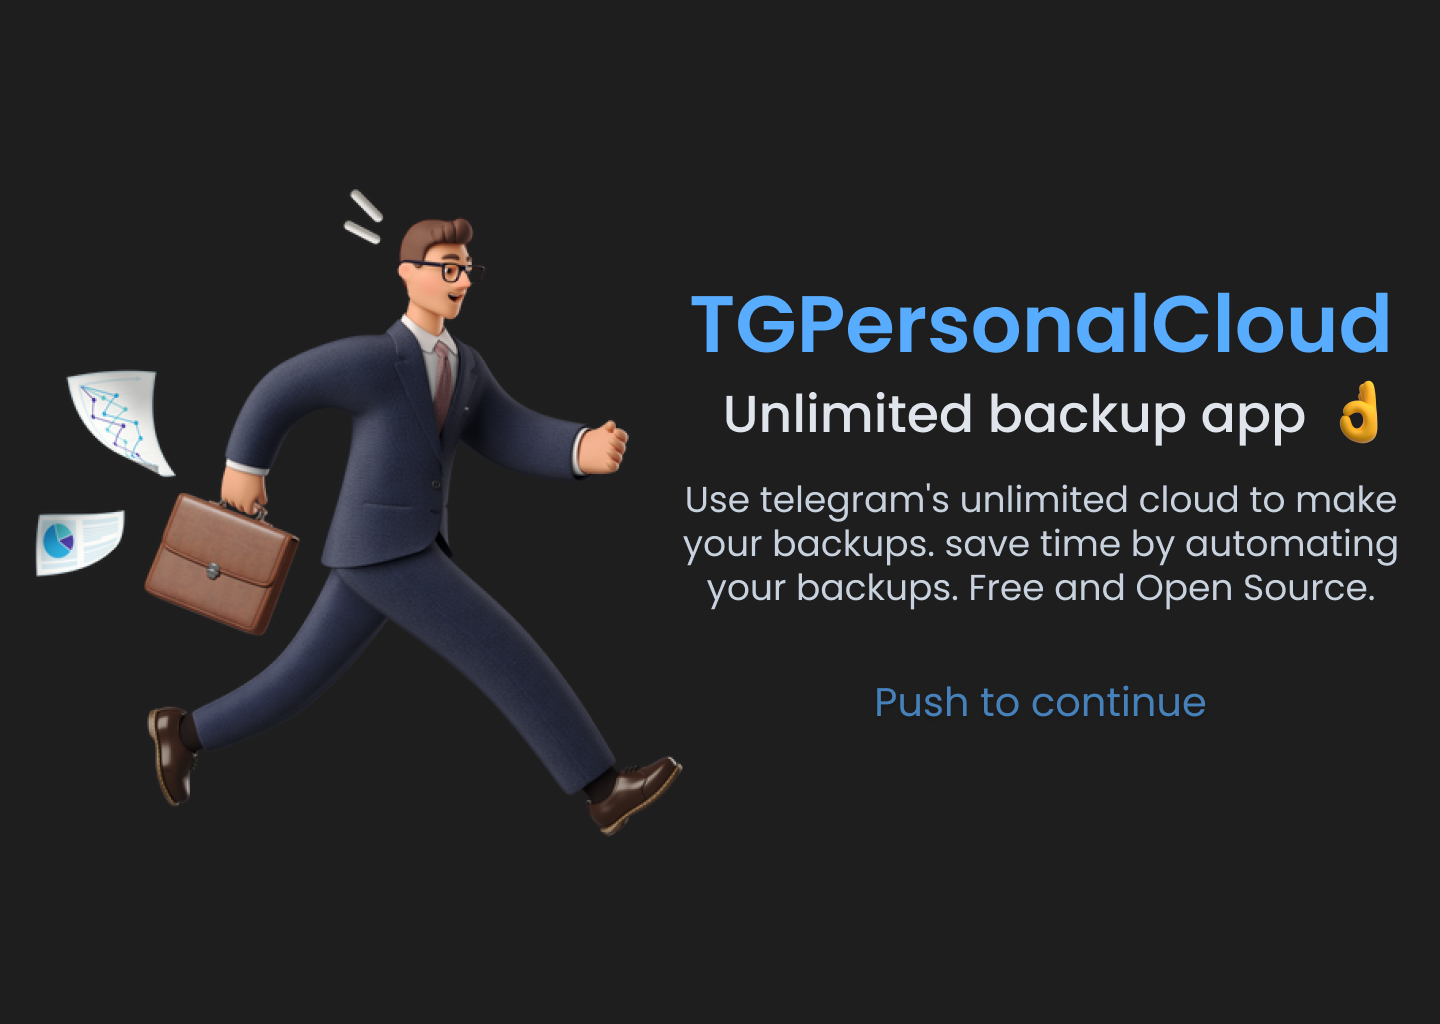 TGPersonalCloud
Unlimited backup app 👌
Use telegram's unlimited cloud to make
your backups. save time by automating
your backups. Free and Open Source.
Push to continue